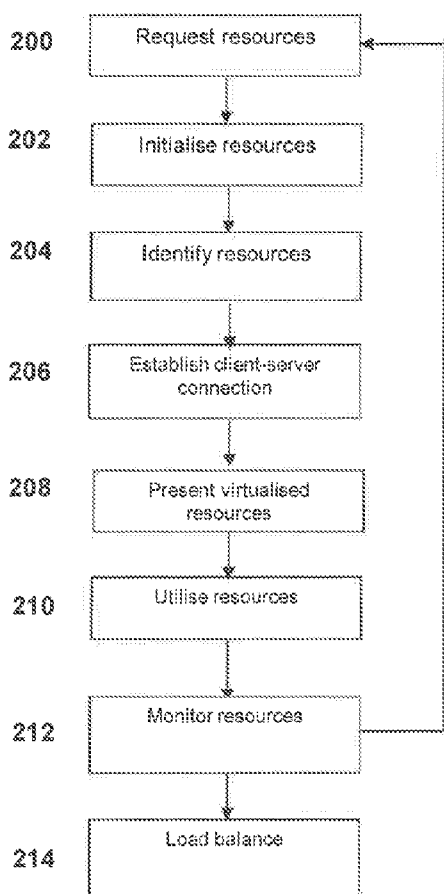 200
Request resources
202
Initialise resources
204
Identify resources
206
Establish client-server
connection
208
Present virtualised
resources
210
Utilise resources
212
Monitor resources
214
Load balance